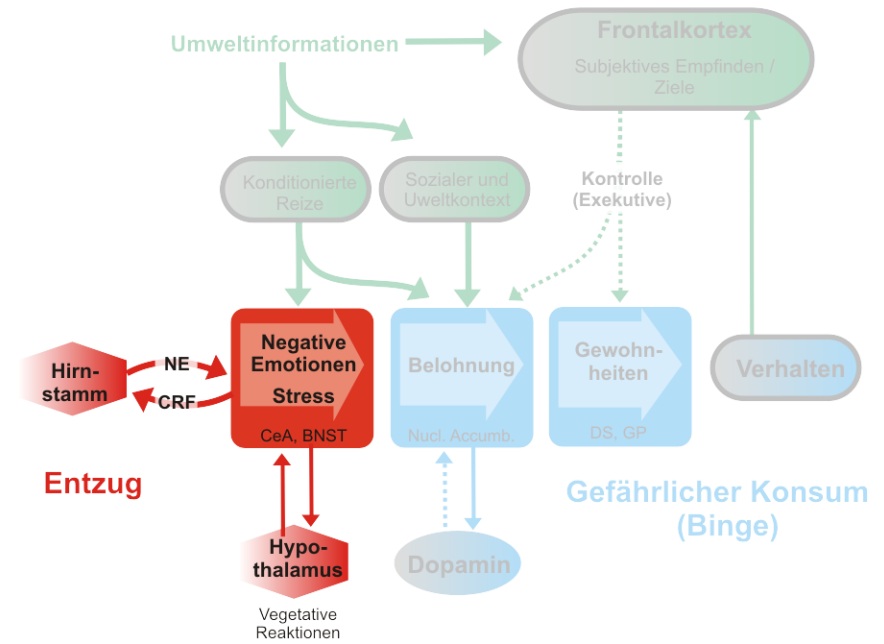 Umweltinformationen
Frontalkortex
Subjektives Empfinden /
Ziele
Konditionierte
Reize
Sozialer und
Uweltkontext
Kontrolle
(Exekutive)
Hirn-
stamm
NE
CRF
Negative
Emotionen
Stress
CeA, BNST
Belohnung
Nucl. Accumb.
Gewohn-
heiten
DS, GP
Verhalten
Entzug
Gefährlicher Konsum
(Binge)
Hypo-
thalamus
Dopamin
Vegetative
Reaktionen